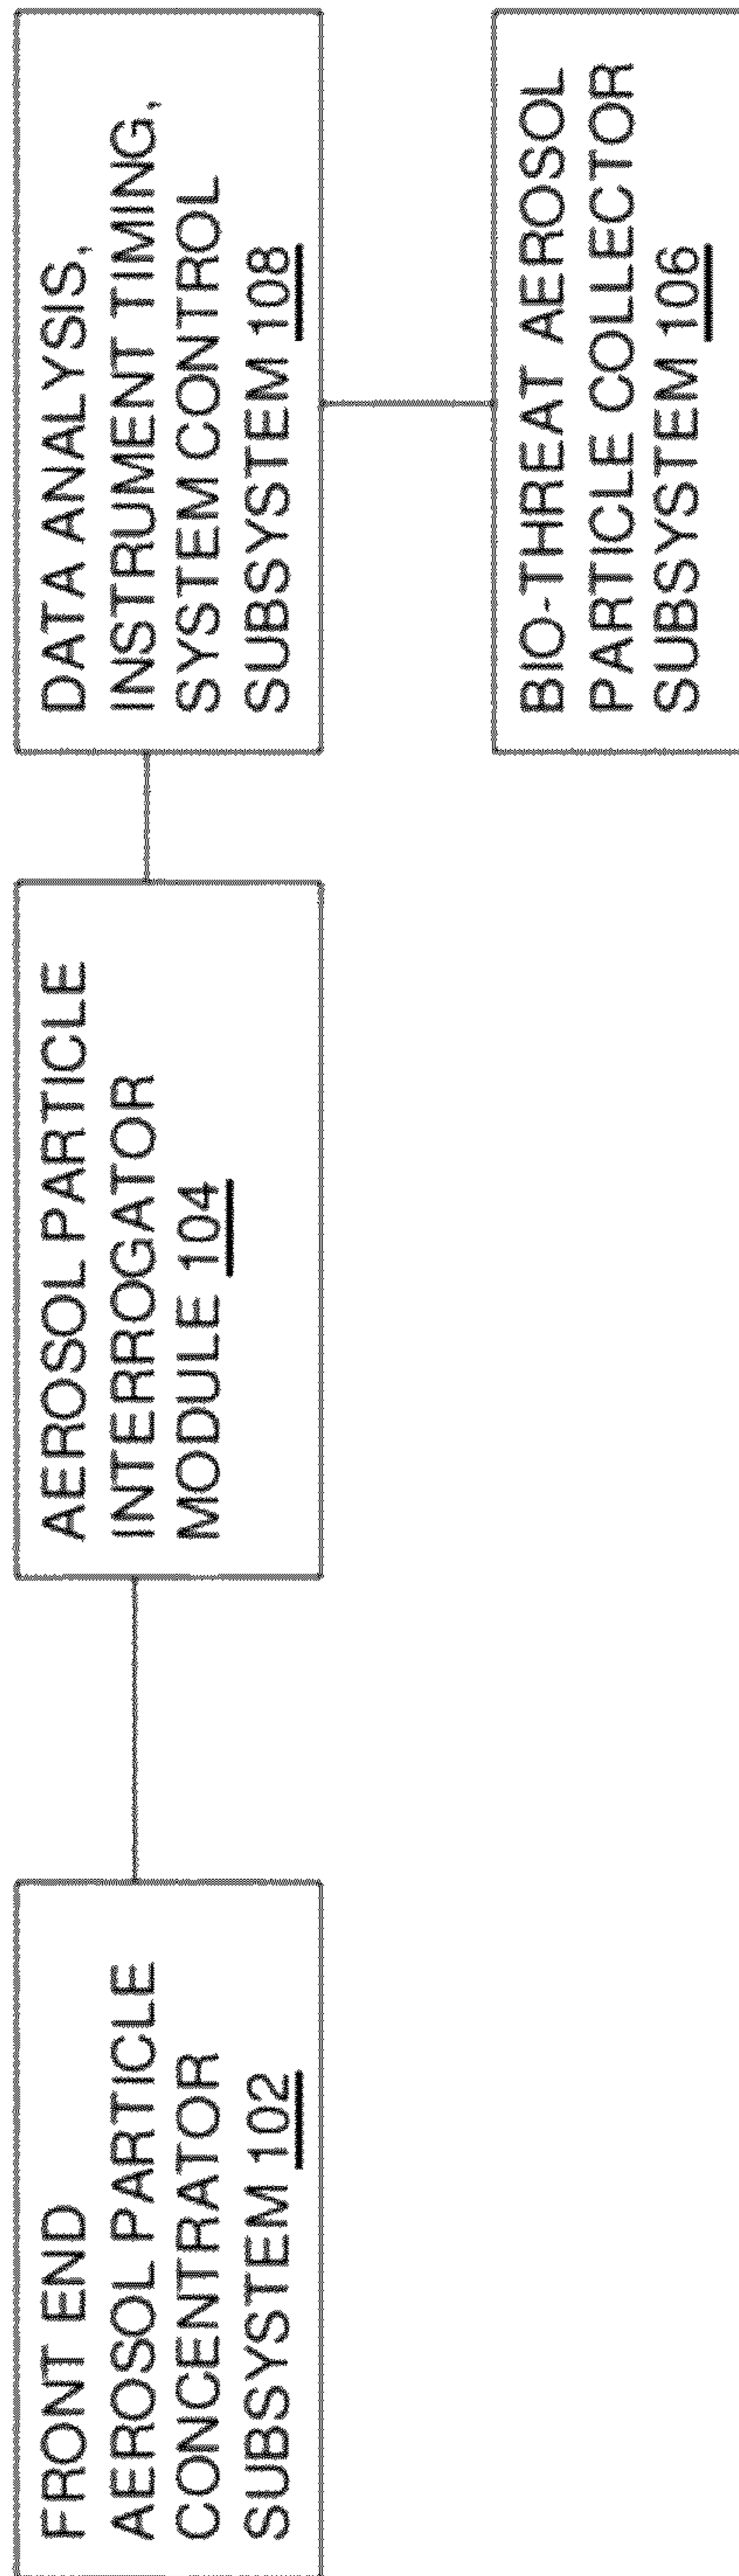 FRONT END
AEROSOL PARTICLE
CONCENTRATOR
SUBSYSTEM 102
AEROSOL PARTICLE
INTERROGATOR
MODULE 104
DATA ANALYSIS,
INSTRUMENT TIMING,
SYSTEM CONTROL
SUBSYSTEM 108
BIO-THREAT AEROSOL
PARTICLE COLLECTOR
SUBSYSTEM 106